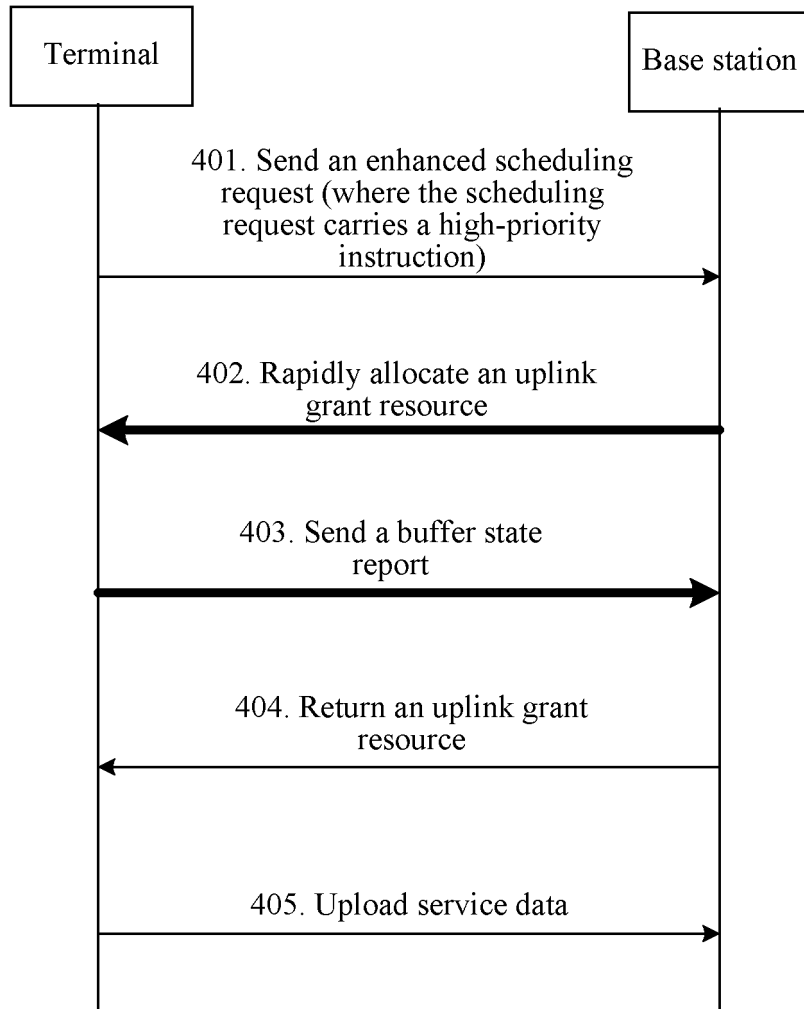 Terminal
Base station
401. Send an enhanced scheduling
request (where the scheduling
request carries a high-priority
instruction)
402. Rapidly allocate an uplink
grant resource
403. Send a buffer state
report
404. Return an uplink grant
resource
405. Upload service data